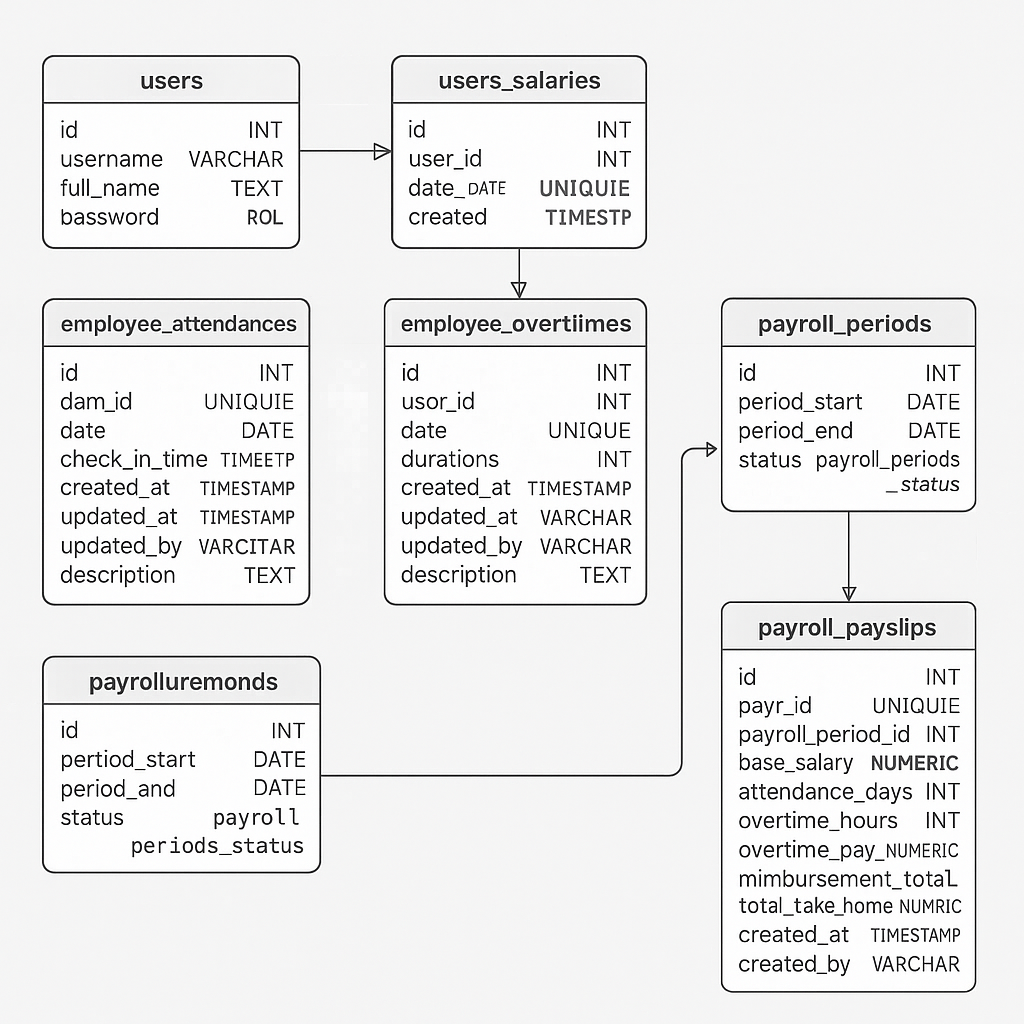 users
id INT
username VARCHAR
full_name TEXT
bassword ROL
users_salaries
id INT
user_id INT
date_DATE UNIQUIE
created TIMESTP
employee_attendances
id INT
dam_id UNIQUIE
date DATE
check_in_time TIMEETP
created_at TIMESTAMP
updated_at TIMESTAMP
updated_by VARCITAR
description TEXT
employee_overtiimes
id INT
usor_id INT
date UNIQUE
durations INT
created_at TIMESTAMP
updated_at VARCHAR
updated_by VARCHAR
description TEXT
payroll_periods
id INT
period_start DATE
period_end DATE
status payroll_periods
_status
payrolluremonds
id INT
pertiod_start DATE
period_and DATE
status payroll
periods_status
payroll_payslips
id INT
payr_id UNIQUIE
payroll_period_id INT
base_salary NUMERIC
attendance_days INT
overtime_hours INT
overtime_pay_NUMERIC
mimbursement_total
total_take_home NUMRIC
created_at TIMESTAMP
created_by VARCHAR